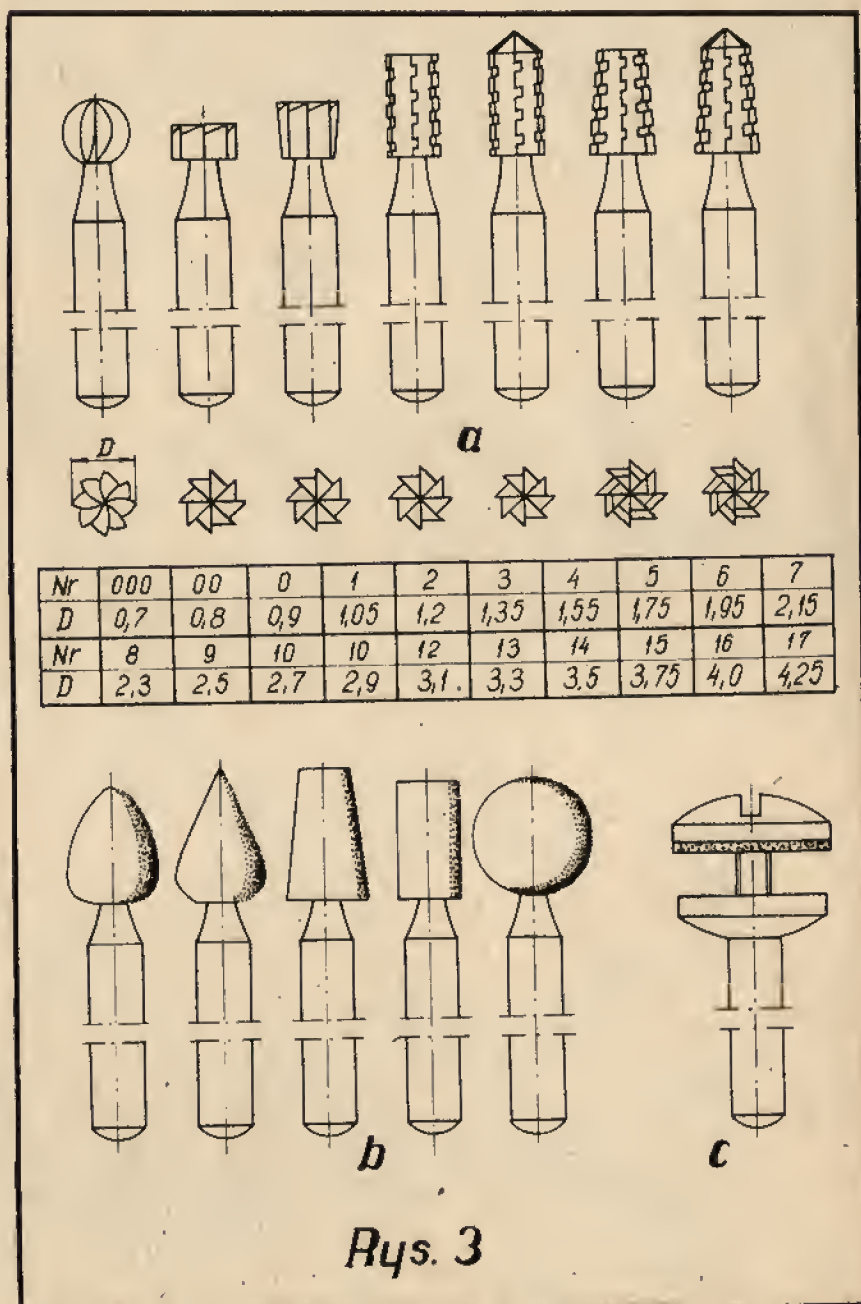 a
D
Nr 000 00 0 1 2 3 4 5 6 7
D 0,7 0,8 0,9 1,05 1,2 1,35 1,55 1,75 1,95 2,15
Nr 8 9 10 10 12 13 14 15 16 17
D 2,3 2,5 2,7 2,9 3,1 3,3 3,5 3,75 4,0 4,25
b c
Rys. 3